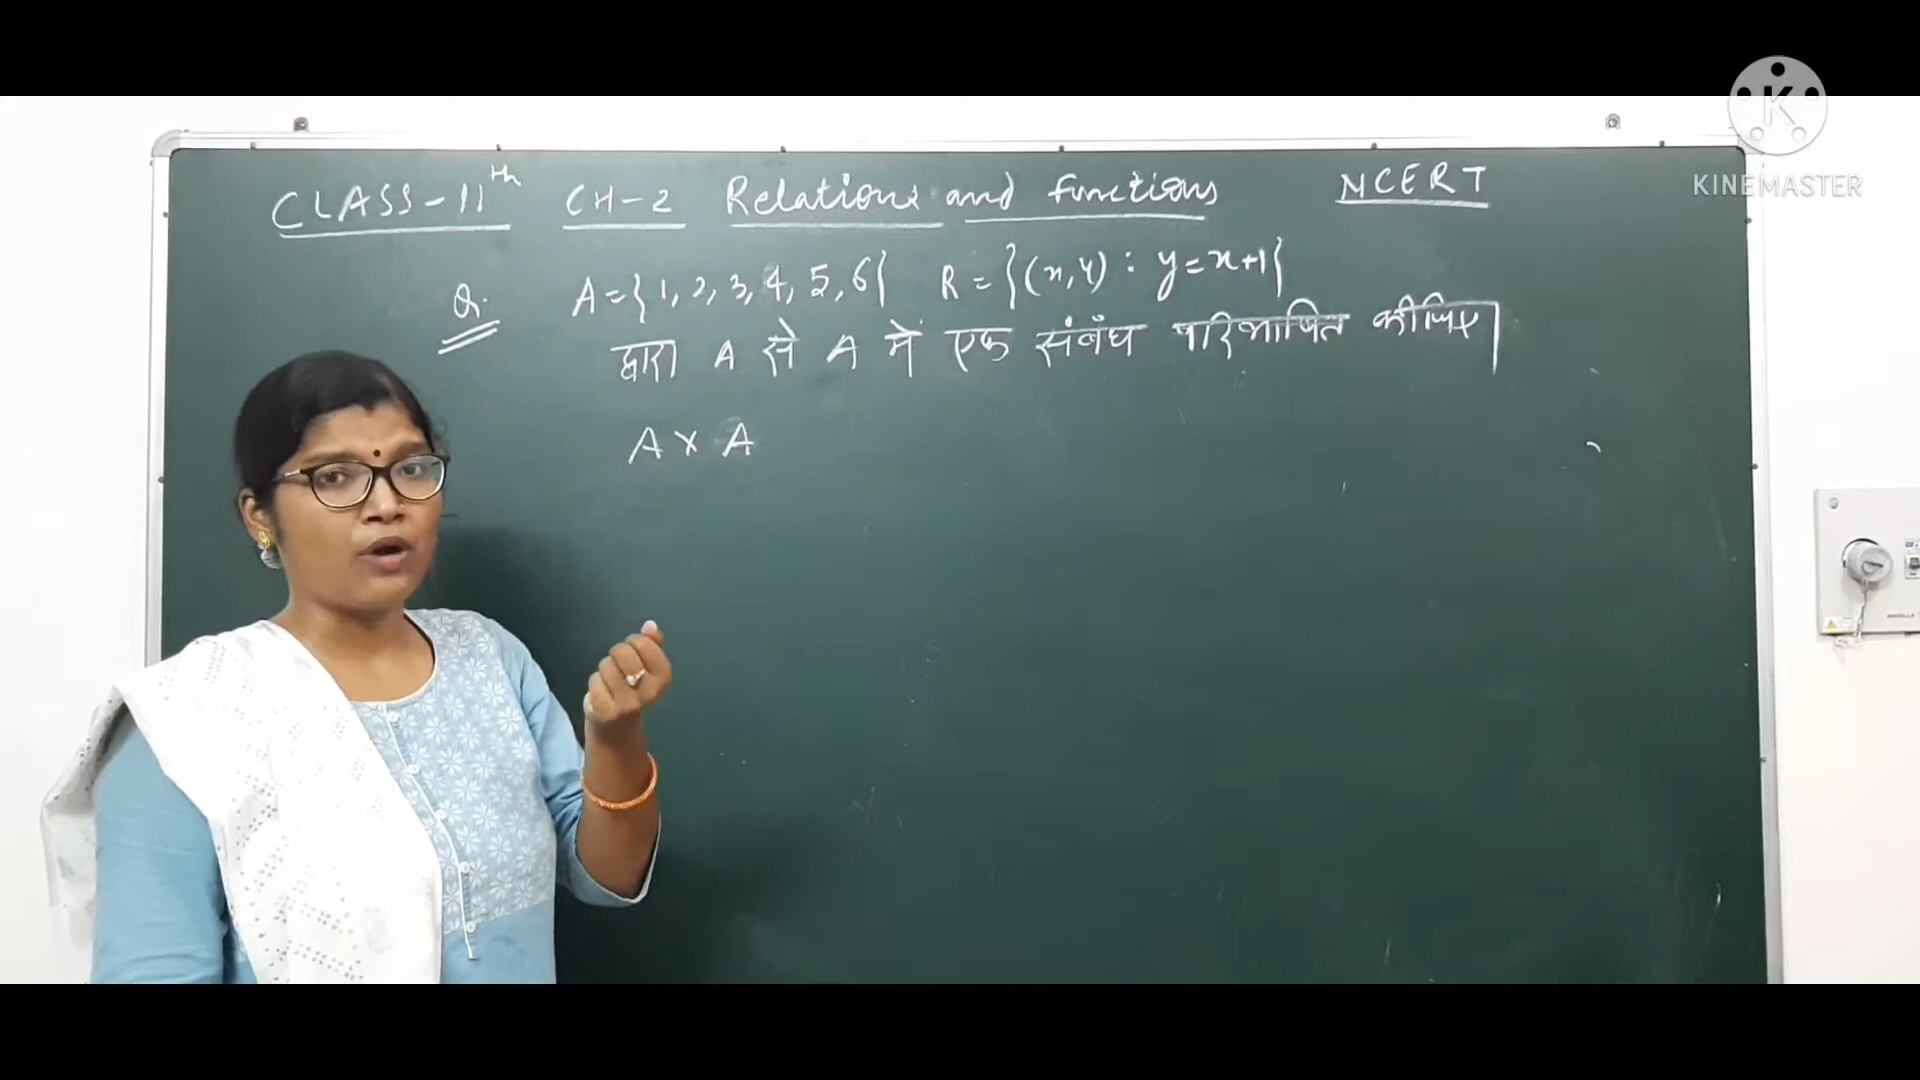 CLASS-11th CH-2 Relations and functions NCERT
Q. A={1, 2, 3, 4, 5, 6} R = {(x,y) : y=x+1}
द्वारा A से A में एक संबंध परिभाषित कीजिए|
A x A
K
KINEMASTER